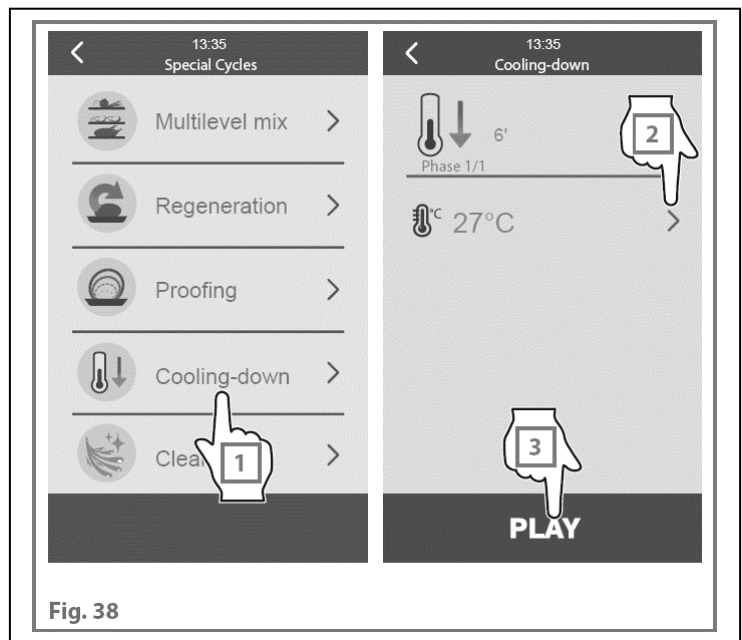 13:35
Special Cycles
Multilevel mix
Regeneration
Proofing
Cooling-down
1
13:35
Cooling-down
6'
Phase 1/1
2
°C 27°C
3
PLAY
Fig. 38